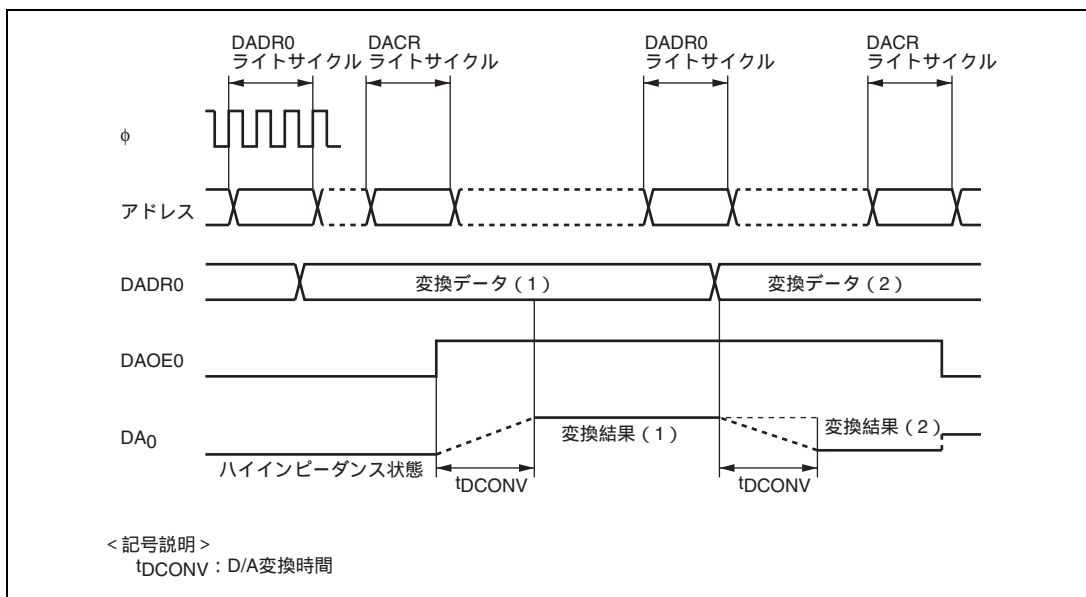 DADR0
ライトサイクル
DACR
ライトサイクル
DADR0
ライトサイクル
DACR
ライトサイクル
φ
アドレス
DADR0
変換データ(1)
変換データ(2)
DAOE0
DA0
変換結果(1)
変換結果(2)
ハイインピーダンス状態
tDCONV
tDCONV
<記号説明>
tDCONV:D/A変換時間